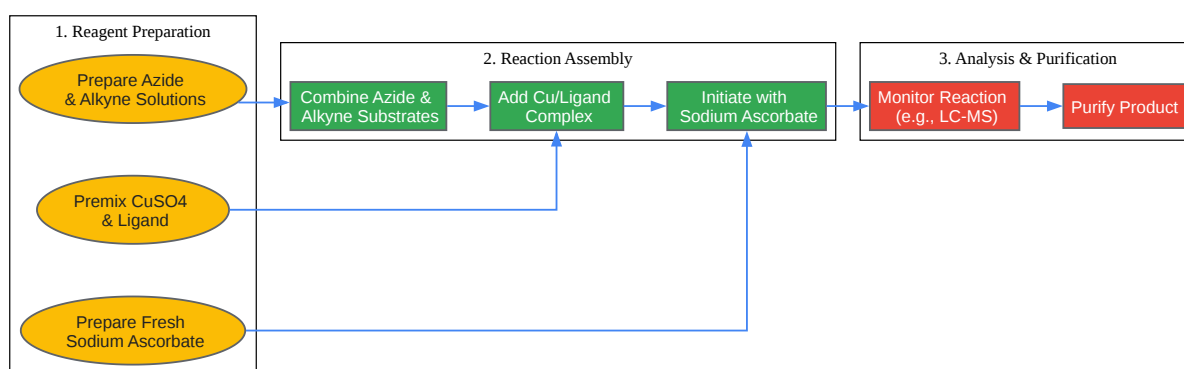 1. Reagent Preparation
Prepare Azide
& Alkyne Solutions
Premix CuSO4
& Ligand
Prepare Fresh
Sodium Ascorbate
2. Reaction Assembly
Combine Azide &
Alkyne Substrates
Add Cu/Ligand
Complex
Initiate with
Sodium Ascorbate
3. Analysis & Purification
Monitor Reaction
(e.g., LC-MS)
Purify Product